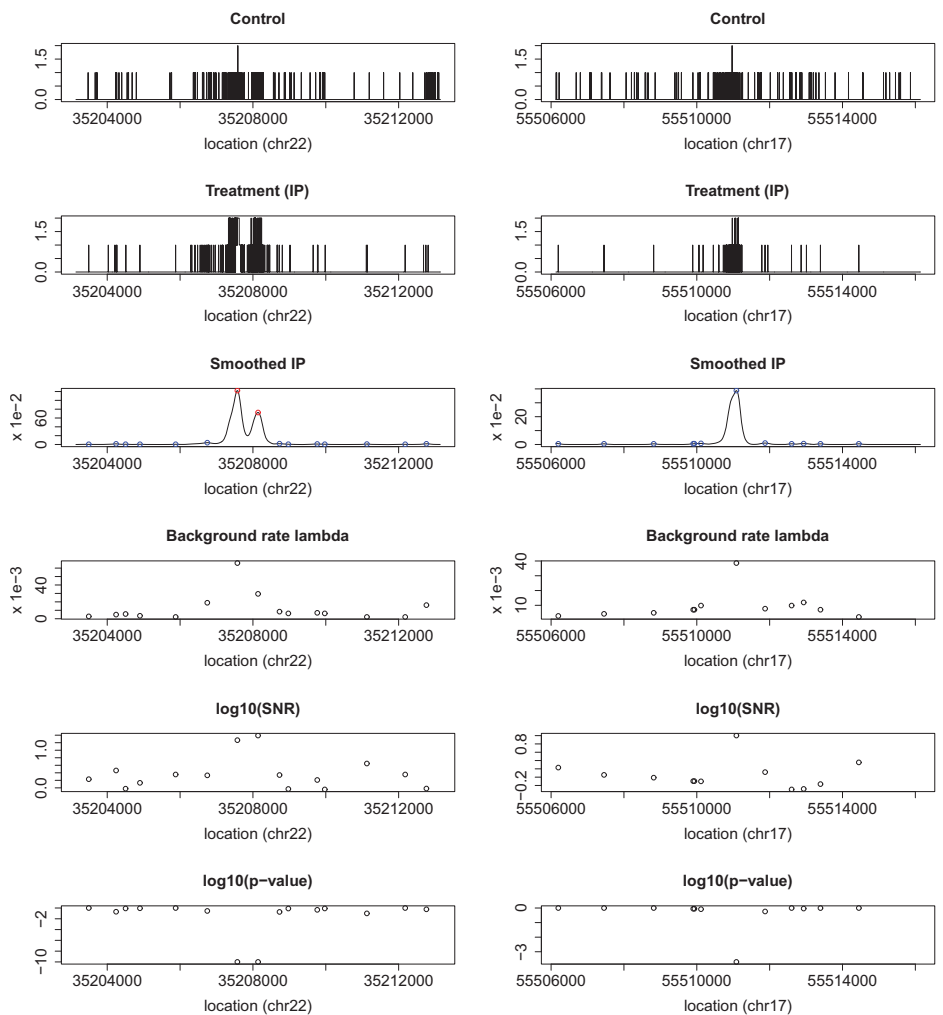 Control
0.0 1.5
35204000 35208000 35212000
location (chr22)
Treatment (IP)
0.0 1.5
35204000 35208000 35212000
location (chr22)
Smoothed IP
x 1e−2
0 60
35204000 35208000 35212000
location (chr22)
Background rate lambda
x 1e−3
0 40
35204000 35208000 35212000
location (chr22)
log10(SNR)
0.0 1.0
35204000 35208000 35212000
location (chr22)
log10(p−value)
−10 −2
35204000 35208000 35212000
location (chr22)
Control
0.0 1.5
55506000 55510000 55514000
location (chr17)
Treatment (IP)
0.0 1.5
55506000 55510000 55514000
location (chr17)
Smoothed IP
x 1e−2
0 20
55506000 55510000 55514000
location (chr17)
Background rate lambda
x 1e−3
10 40
55506000 55510000 55514000
location (chr17)
log10(SNR)
−0.2 0.8
55506000 55510000 55514000
location (chr17)
log10(p−value)
−3 0
55506000 55510000 55514000
location (chr17)